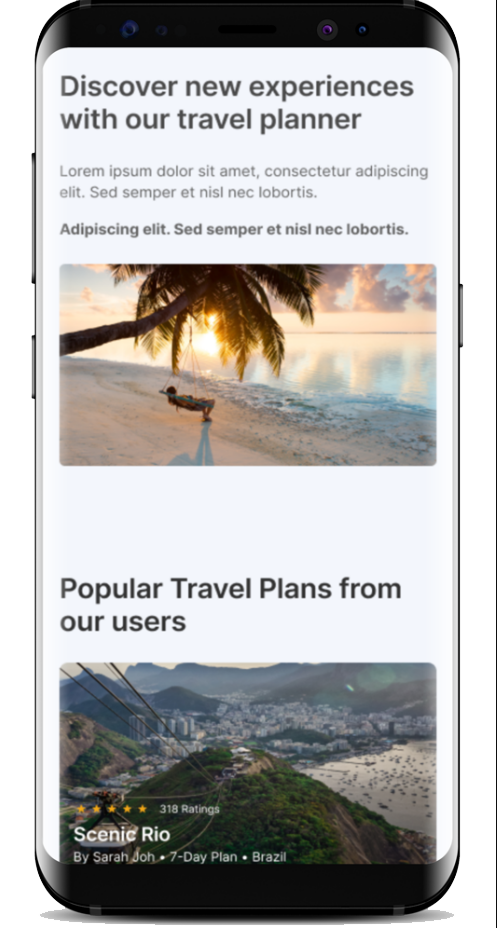 Discover new experiences
with our travel planner
Lorem ipsum dolor sit amet, consectetur adipiscing
elit. Sed semper et nisl nec lobortis.
Adipiscing elit. Sed semper et nisl nec lobortis.
Popular Travel Plans from
our users
★ ★ ★ ★ ★ 318 Ratings
Scenic Rio
By Sarah Joh • 7-Day Plan • Brazil